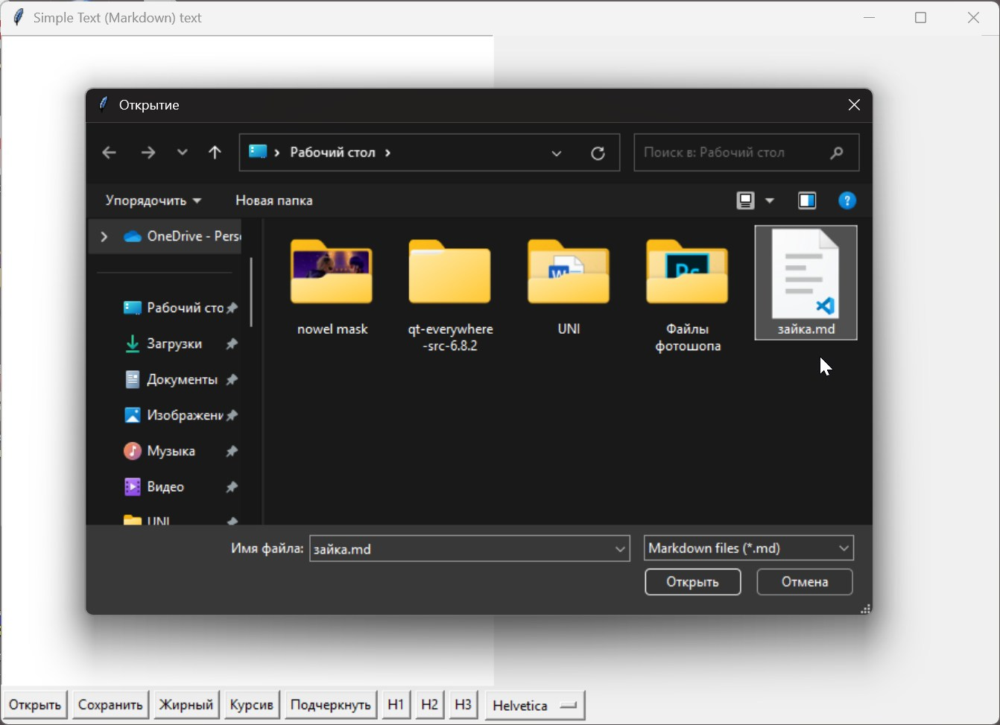 Simple Text (Markdown) text
Открытие
Рабочий стол
Поиск в: Рабочий стол
Упорядочить
Новая папка
?
OneDrive - Perso
Рабочий сто
Загрузки
Документы
Изображени
Музыка
Видео
UNI
nowel mask
qt-everywhere
-src-6.8.2
W
UNI
Ps
Файлы
фотошопа
зайка.md
Имя файла:
зайка.md
Markdown files (*.md)
Открыть
Отмена
Открыть
Сохранить
Жирный
Курсив
Подчеркнуть
H1
H2
H3
Helvetica